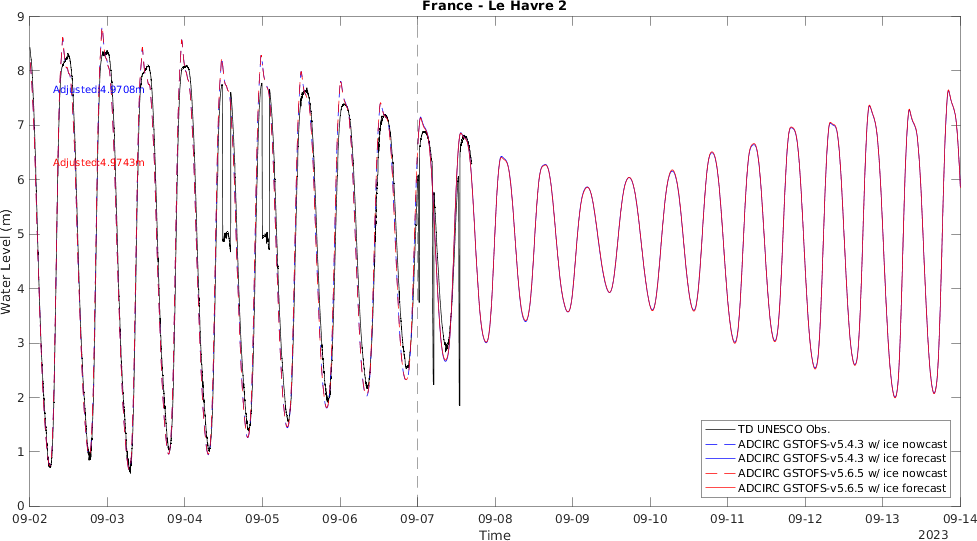 France - Le Havre 2
9
8
7
6
5
4
3
2
1
0
Water Level (m)
Adjusted:4.9708m
Adjusted:4.9743m
TD UNESCO Obs.
ADCIRC GSTOFS-v5.4.3 w/ ice nowcast
ADCIRC GSTOFS-v5.4.3 w/ ice forecast
ADCIRC GSTOFS-v5.6.5 w/ ice nowcast
ADCIRC GSTOFS-v5.6.5 w/ ice forecast
09-02 09-03 09-04 09-05 09-06 09-07 09-08 09-09 09-10 09-11 09-12 09-13 09-14
Time
2023